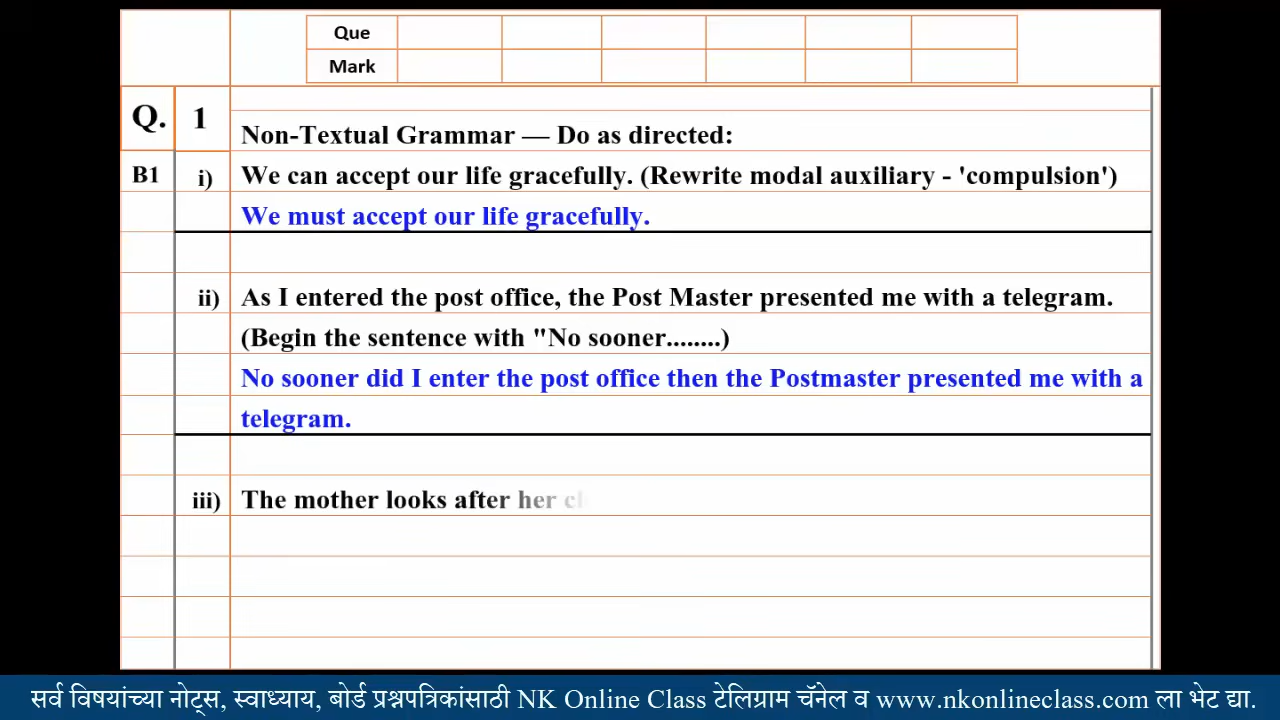 Que
Mark
Q. 1
Non-Textual Grammar — Do as directed:
B1 i) We can accept our life gracefully. (Rewrite modal auxiliary - 'compulsion')
We must accept our life gracefully.
ii) As I entered the post office, the Post Master presented me with a telegram.
(Begin the sentence with "No sooner........)
No sooner did I enter the post office then the Postmaster presented me with a
telegram.
iii) The mother looks after her
सर्व विषयांच्या नोट्स, स्वाध्याय, बोर्ड प्रश्नपत्रिकांसाठी NK Online Class टेलिग्राम चॅनेल व www.nkonlineclass.com ला भेट द्या.